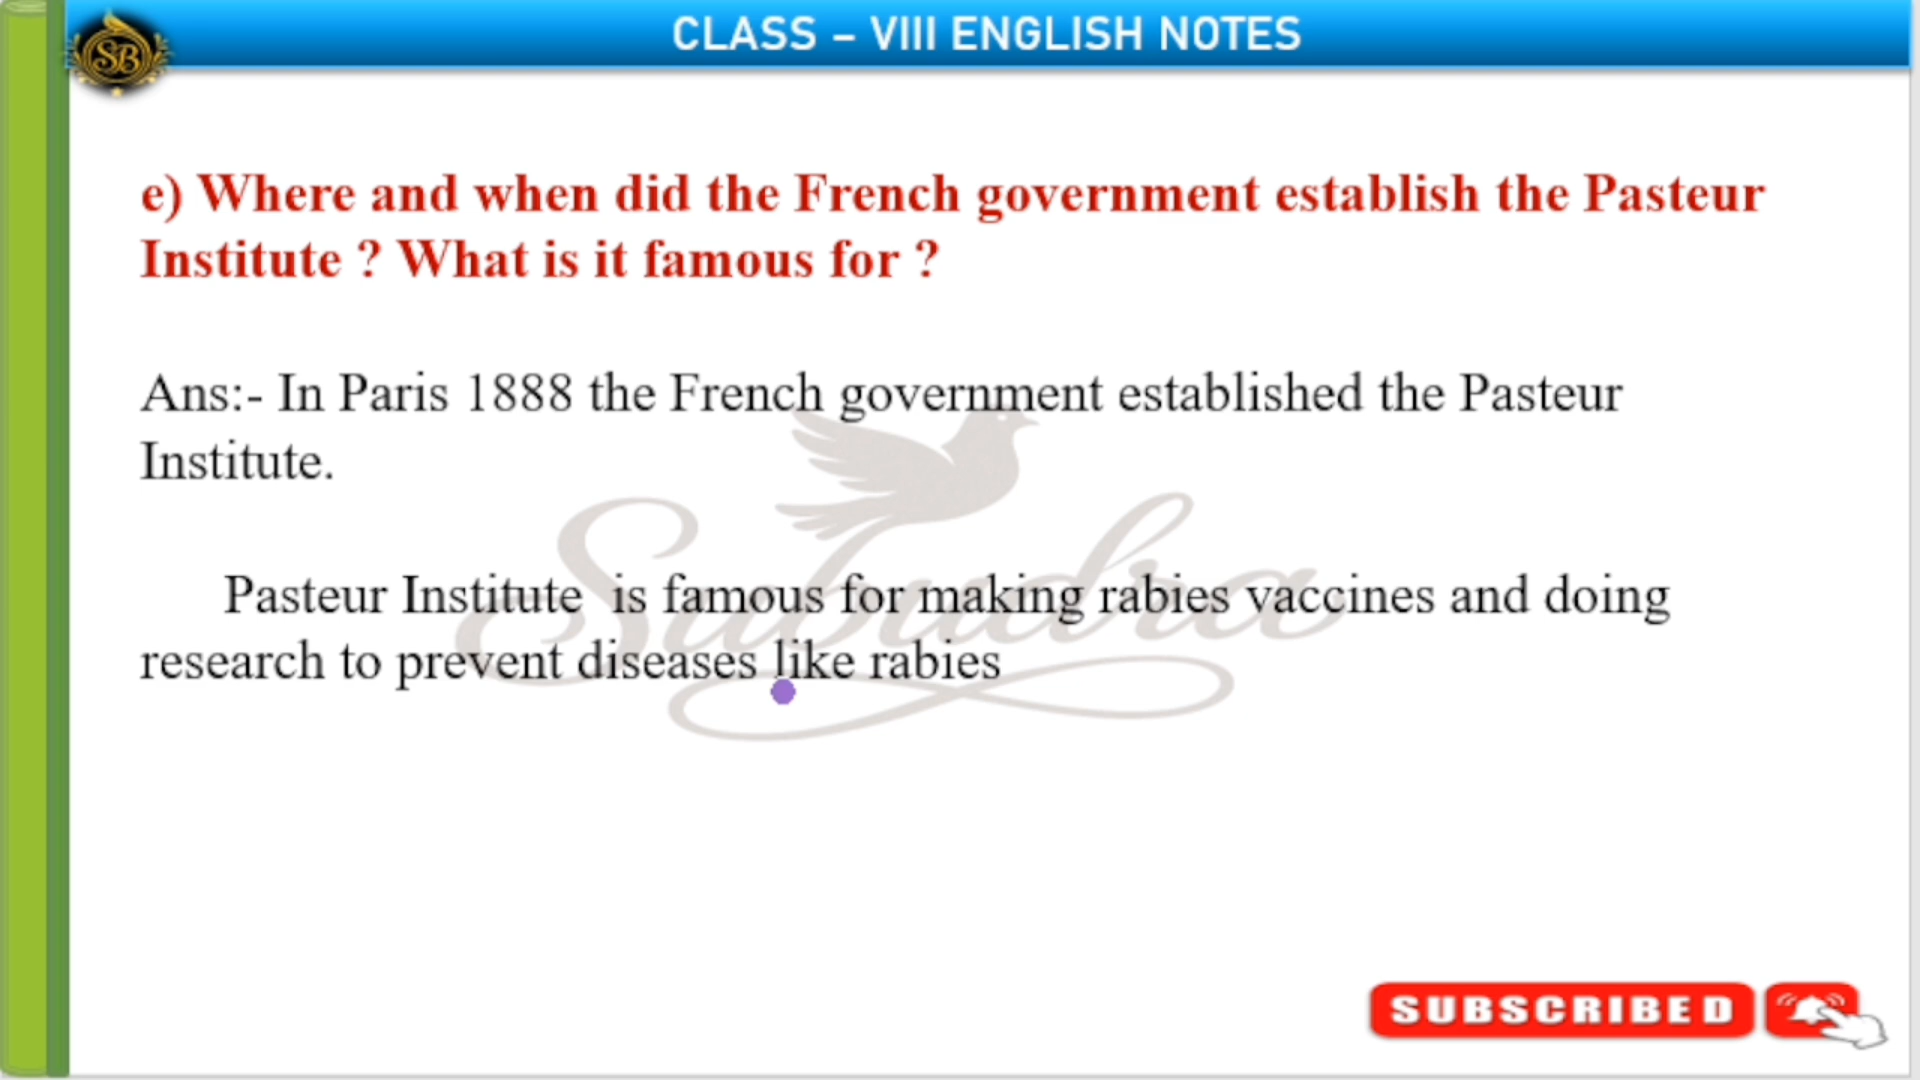 CLASS – VIII ENGLISH NOTES
SB
e) Where and when did the French government establish the Pasteur
Institute ? What is it famous for ?
Ans:- In Paris 1888 the French government established the Pasteur
Institute.
Pasteur Institute is famous for making rabies vaccines and doing
research to prevent diseases like rabies
Subudra
SUBSCRIBED